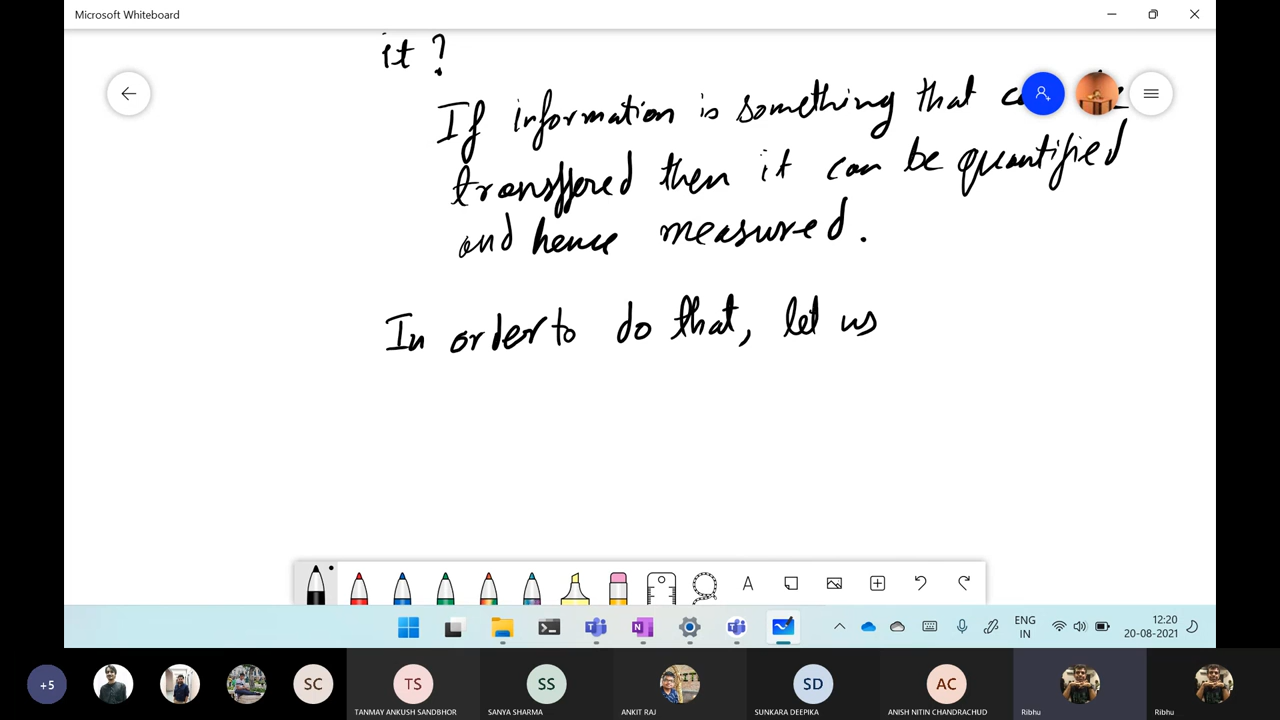 Microsoft Whiteboard
it ?
If information is something that
transffered then it can be quantified
and hence measured.
In order to do that, let us
A
ENG
IN
12:20
20-08-2021
+5
SC
TS
SS
SD
AC
TANMAY ANKUSH SANDBHOR
SANYA SHARMA
ANKIT RAJ
SUNKARA DEEPIKA
ANISH NITIN CHANDRACHUD
Ribhu
Ribhu